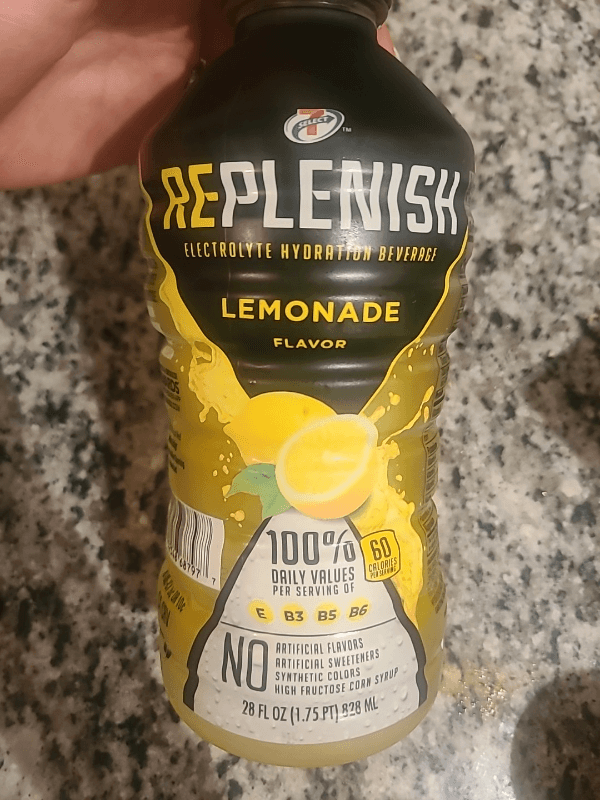 7
SELECT
TM
REPLENISH
ELECTROLYTE HYDRATION BEVERAGE
LEMONADE
FLAVOR
100%
DAILY VALUES
PER SERVING OF
E B3 B5 B6
60
CALORIES
PER SERVING
NO
ARTIFICIAL FLAVORS
ARTIFICIAL SWEETENERS
SYNTHETIC COLORS
HIGH FRUCTOSE CORN SYRUP
28 FL OZ (1.75 PT) 828 ML